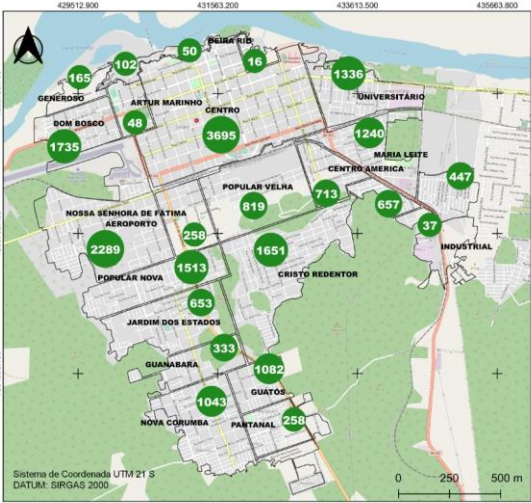 429512.900 431563.200 433613.500 435663.800
BEIRA RIO
50
102
16
165
1336
GENEROSO
UNIVERSITÁRIO
ARTUR MARINHO
CENTRO
DOM BOSCO
48
3695
1240
1735
MARIA LEITE
CENTRO AMERICA
447
POPULAR VELHA
713
819
657
NOSSA SENHORA DE FÁTIMA
AEROPORTO
37
258
2289
1651
INDUSTRIAL
1513
CRISTO REDENTOR
POPULAR NOVA
653
JARDIM DOS ESTADOS
333
GUANABARA
1082
GUATÓS
1043
258
NOVA CORUMBA
PANTANAL
Sistema de Coordenada UTM 21 S
DATUM: SIRGAS 2000
0 250 500 m